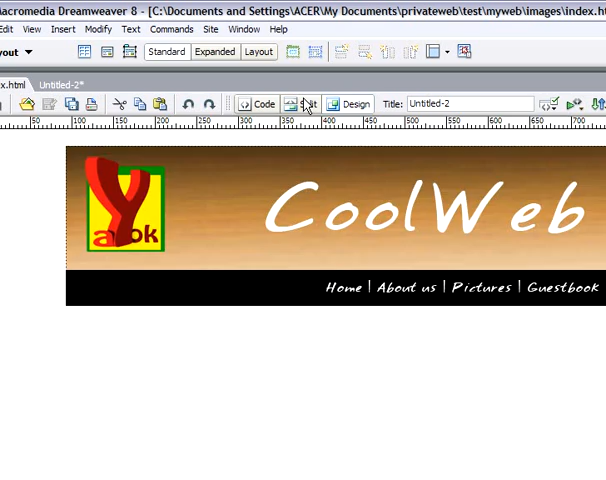 acromedia Dreamweaver 8 - [C:\Documents and Settings\ACER\My Documents\privateweb\test\myweb\images\index.ht
Edit View Insert Modify Text Commands Site Window Help
yout Standard Expanded Layout
x.html Untitled-2*
Code Split Design Title: Untitled-2
50 100 150 200 250 300 350 400 450 500 550 600 650 700
Y
a ok
CoolWeb
Home | About us | Pictures | Guestbook